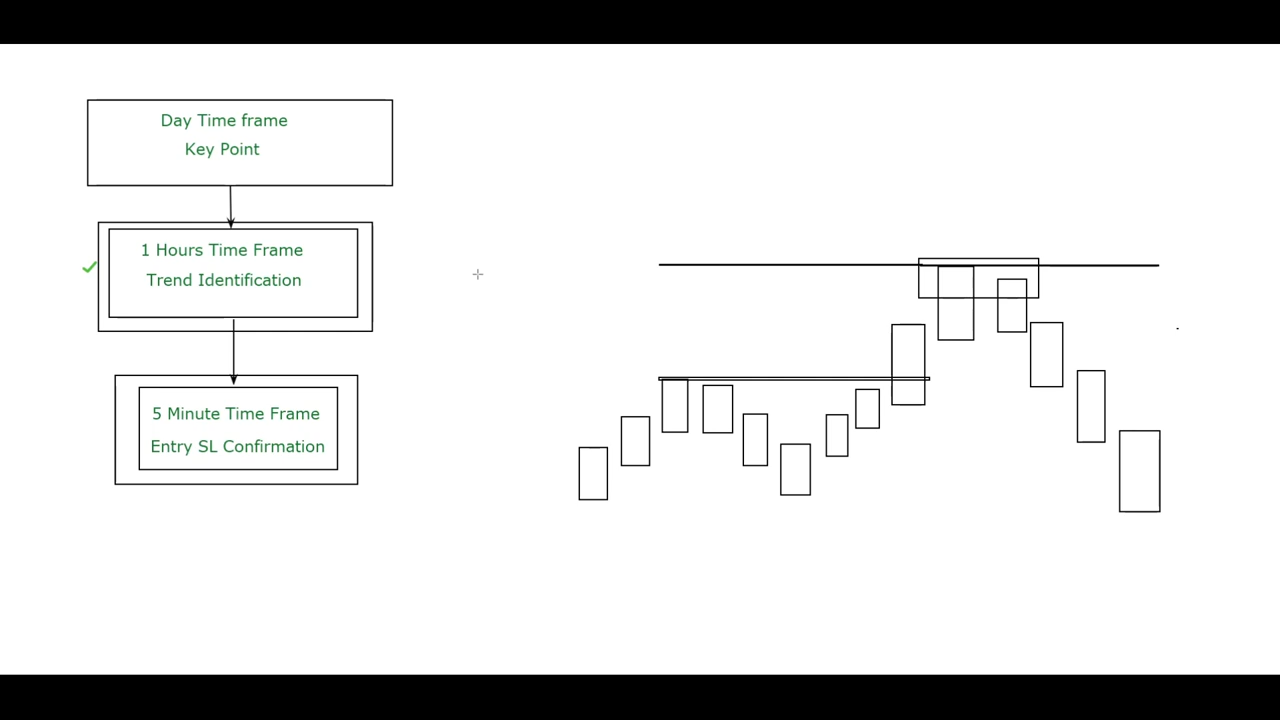 Day Time frame
Key Point
1 Hours Time Frame
Trend Identification
5 Minute Time Frame
Entry SL Confirmation